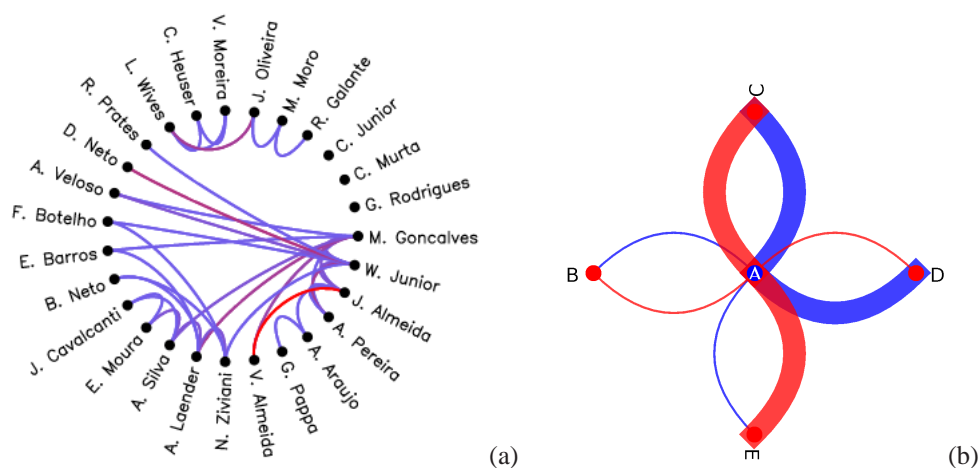 R. Prates
L. Wives
C. Heuser
V. Moreira
J. Oliveira
M. Moro
R. Galante
C. Junior
C. Murta
G. Rodrigues
M. Goncalves
W. Junior
J. Almeida
A. Pereira
A. Araujo
G. Pappa
V. Almeida
N. Ziviani
A. Laender
A. Silva
E. Moura
J. Cavalcanti
B. Neto
E. Barros
F. Botelho
A. Veloso
D. Neto
(a)
C
B
A
D
E
(b)